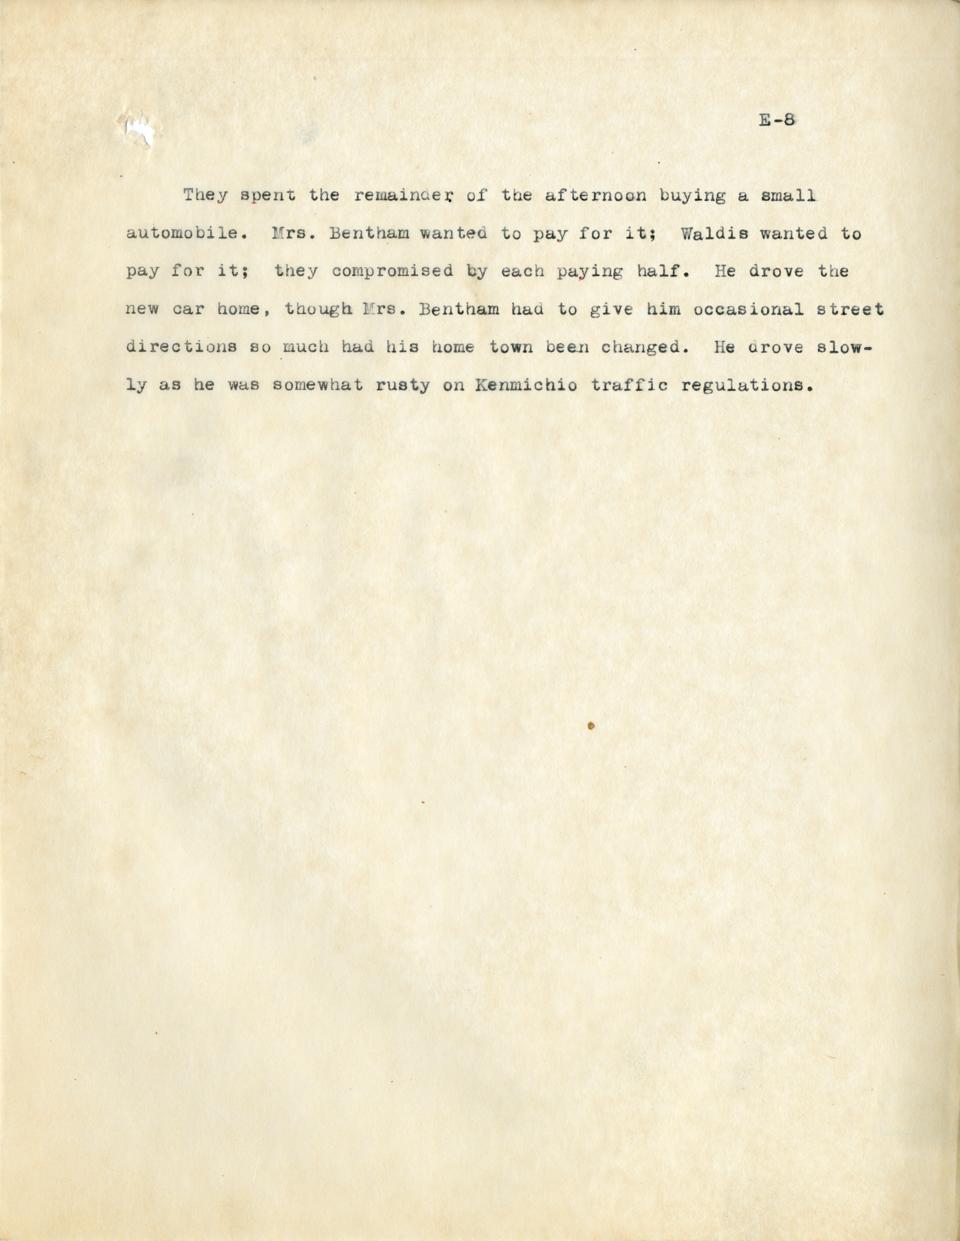 E-8
They spent the remainder of the afternoon buying a small
automobile. Mrs. Bentham wanted to pay for it; Waldis wanted to
pay for it; they compromised by each paying half. He drove the
new car home, though Mrs. Bentham had to give him occasional street
directions so much had his home town been changed. He drove slow-
ly as he was somewhat rusty on Kenmichio traffic regulations.